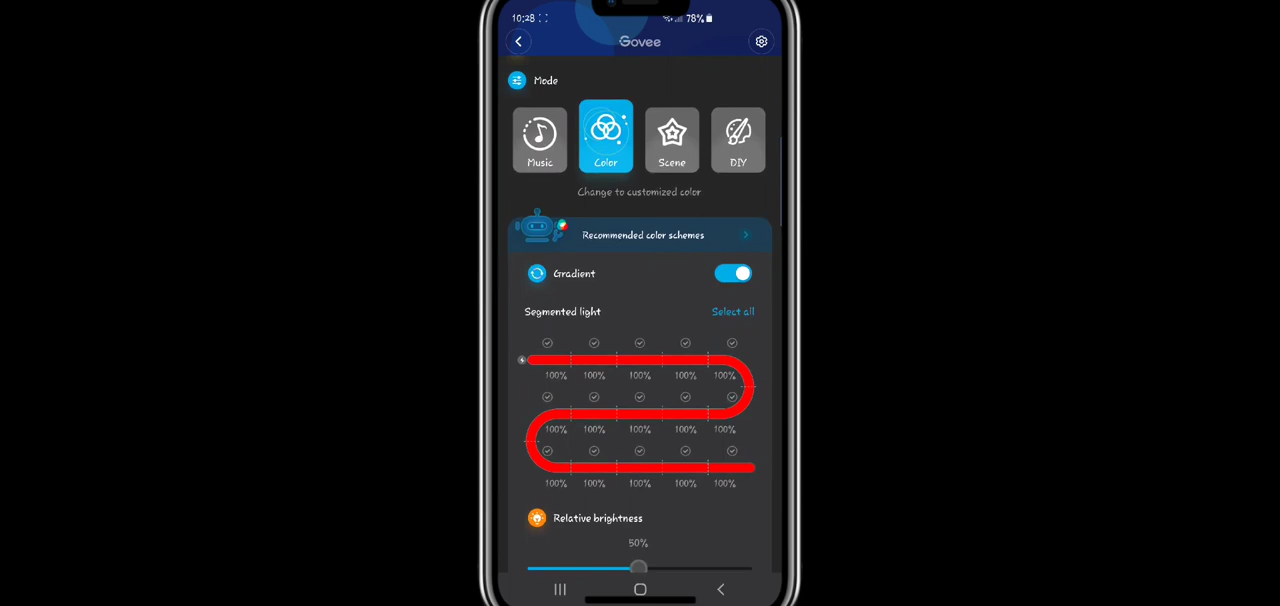 10:28
78%
Govee
Mode
Music Color Scene DIY
Change to customized color
Recommended color schemes
Gradient
Segmented light Select all
100% 100% 100% 100% 100%
100% 100% 100% 100% 100%
100% 100% 100% 100% 100%
Relative brightness
50%